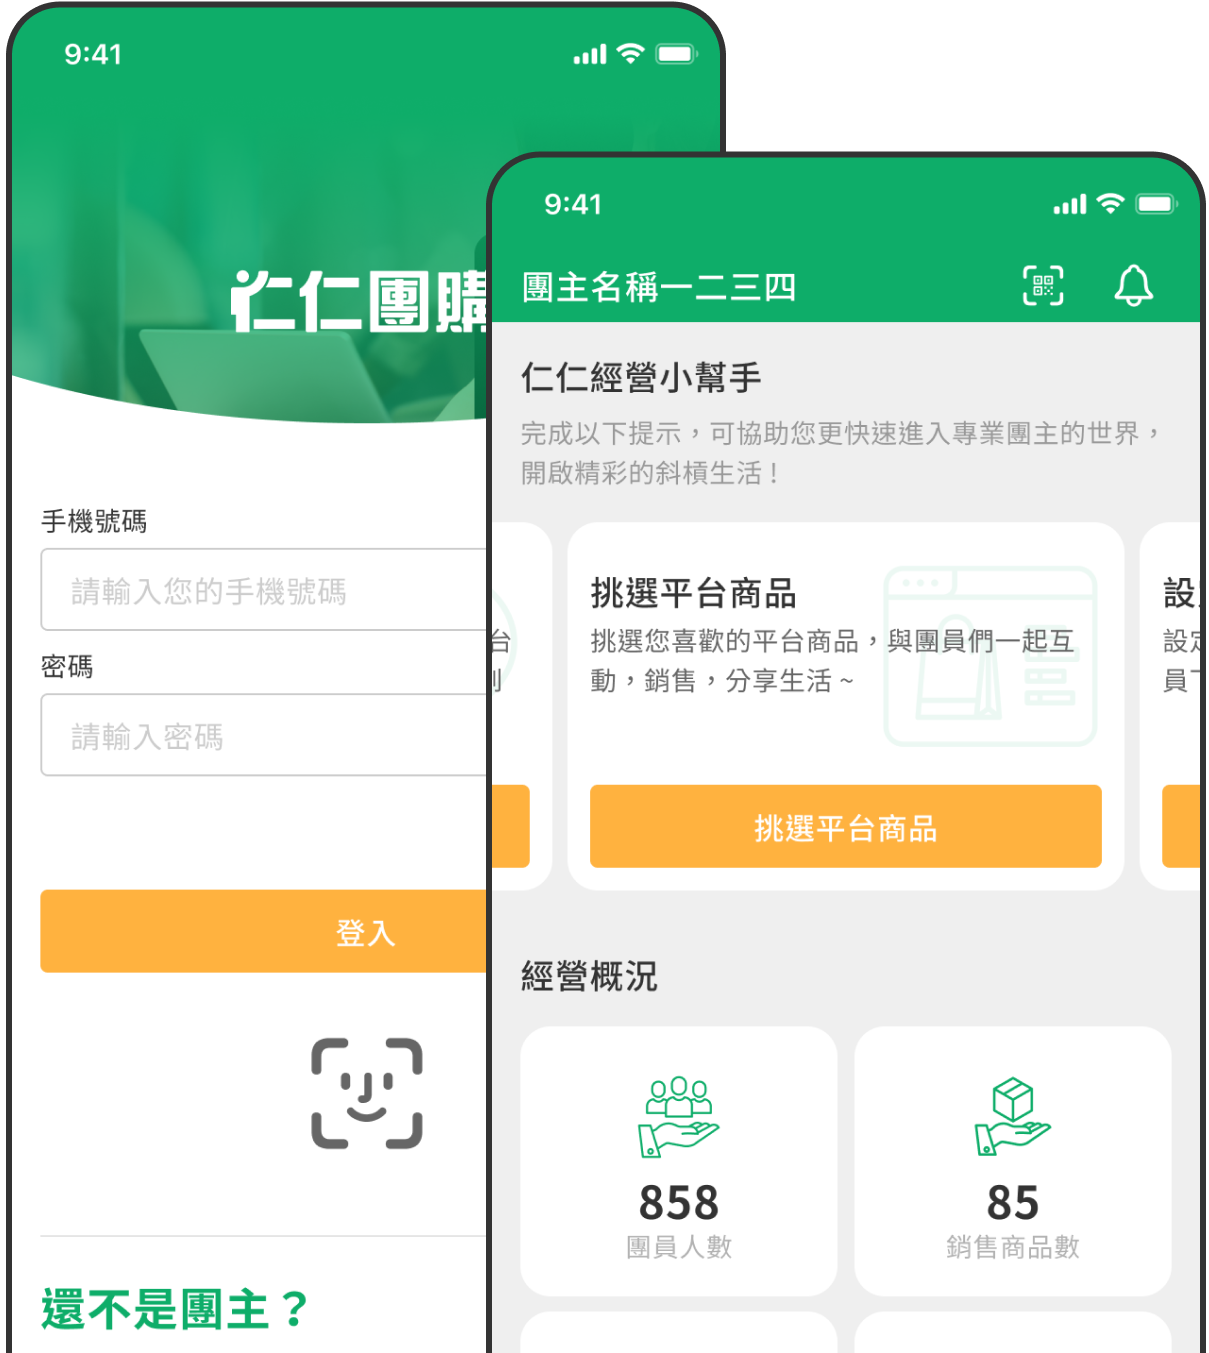 9:41
仁仁團購
手機號碼
請輸入您的手機號碼
密碼
請輸入密碼
登入
還不是團主？
9:41
團主名稱一二三四
仁仁經營小幫手
完成以下提示，可協助您更快速進入專業團主的世界，
開啟精彩的斜槓生活！
台
挑選平台商品
挑選您喜歡的平台商品，與團員們一起互
動，銷售，分享生活 ~
挑選平台商品
設
設定
員
經營概況
858
團員人數
85
銷售商品數